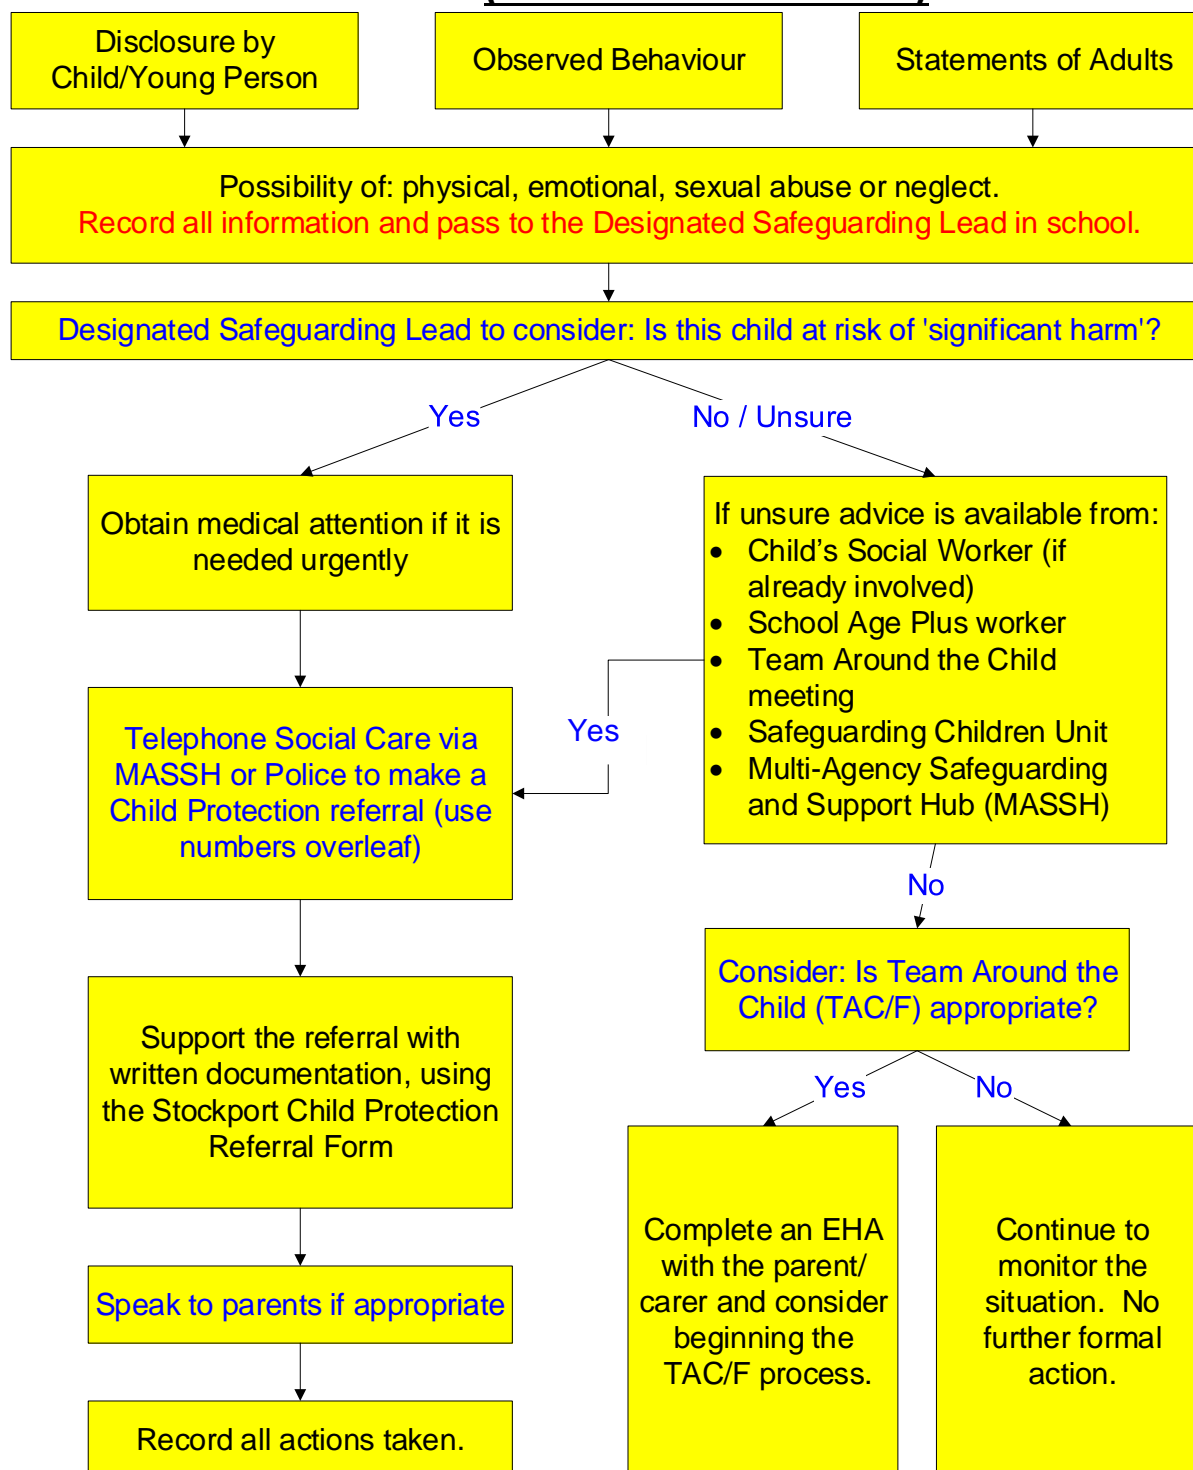 Disclosure by
Child/Young Person
Observed Behaviour
Statements of Adults
Possibility of: physical, emotional, sexual abuse or neglect.
Record all information and pass to the Designated Safeguarding Lead in school.
Designated Safeguarding Lead to consider: Is this child at risk of 'significant harm'?
Yes
No / Unsure
Obtain medical attention if it is
needed urgently
If unsure advice is available from:
• Child’s Social Worker (if
already involved)
• School Age Plus worker
• Team Around the Child
meeting
• Safeguarding Children Unit
• Multi-Agency Safeguarding
and Support Hub (MASSH)
Yes
Telephone Social Care via
MASSH or Police to make a
Child Protection referral (use
numbers overleaf)
No
Consider: Is Team Around the
Child (TAC/F) appropriate?
Support the referral with
written documentation, using
the Stockport Child Protection
Referral Form
Yes
No
Complete an EHA
with the parent/
carer and consider
beginning the
TAC/F process.
Continue to
monitor the
situation.  No
further formal
action.
Speak to parents if appropriate
Record all actions taken.